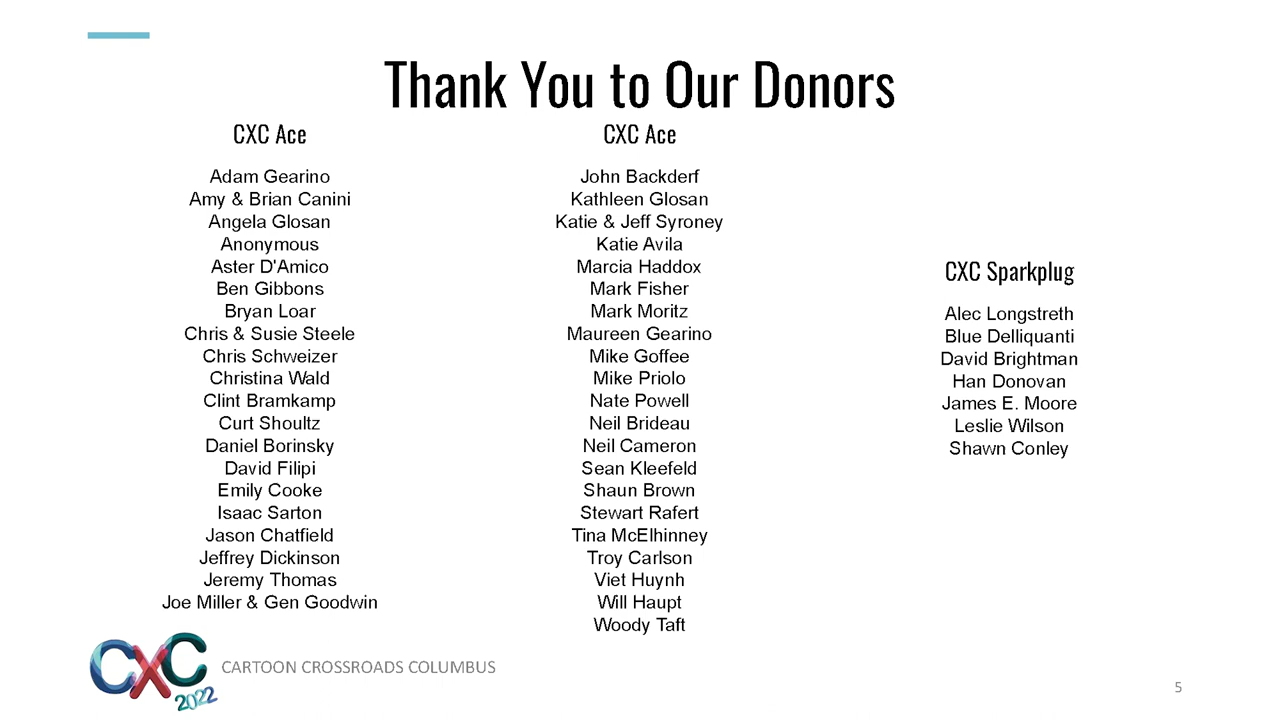 Thank You to Our Donors
CXC Ace
Adam Gearino
Amy & Brian Canini
Angela Glosan
Anonymous
Aster D'Amico
Ben Gibbons
Bryan Loar
Chris & Susie Steele
Chris Schweizer
Christina Wald
Clint Bramkamp
Curt Shoultz
Daniel Borinsky
David Filipi
Emily Cooke
Isaac Sarton
Jason Chatfield
Jeffrey Dickinson
Jeremy Thomas
Joe Miller & Gen Goodwin
CXC Ace
John Backderf
Kathleen Glosan
Katie & Jeff Syroney
Katie Avila
Marcia Haddox
Mark Fisher
Mark Moritz
Maureen Gearino
Mike Goffee
Mike Priolo
Nate Powell
Neil Brideau
Neil Cameron
Sean Kleefeld
Shaun Brown
Stewart Rafert
Tina McElhinney
Troy Carlson
Viet Huynh
Will Haupt
Woody Taft
CXC Sparkplug
Alec Longstreth
Blue Delliquanti
David Brightman
Han Donovan
James E. Moore
Leslie Wilson
Shawn Conley
CXC
2022
CARTOON CROSSROADS COLUMBUS
5